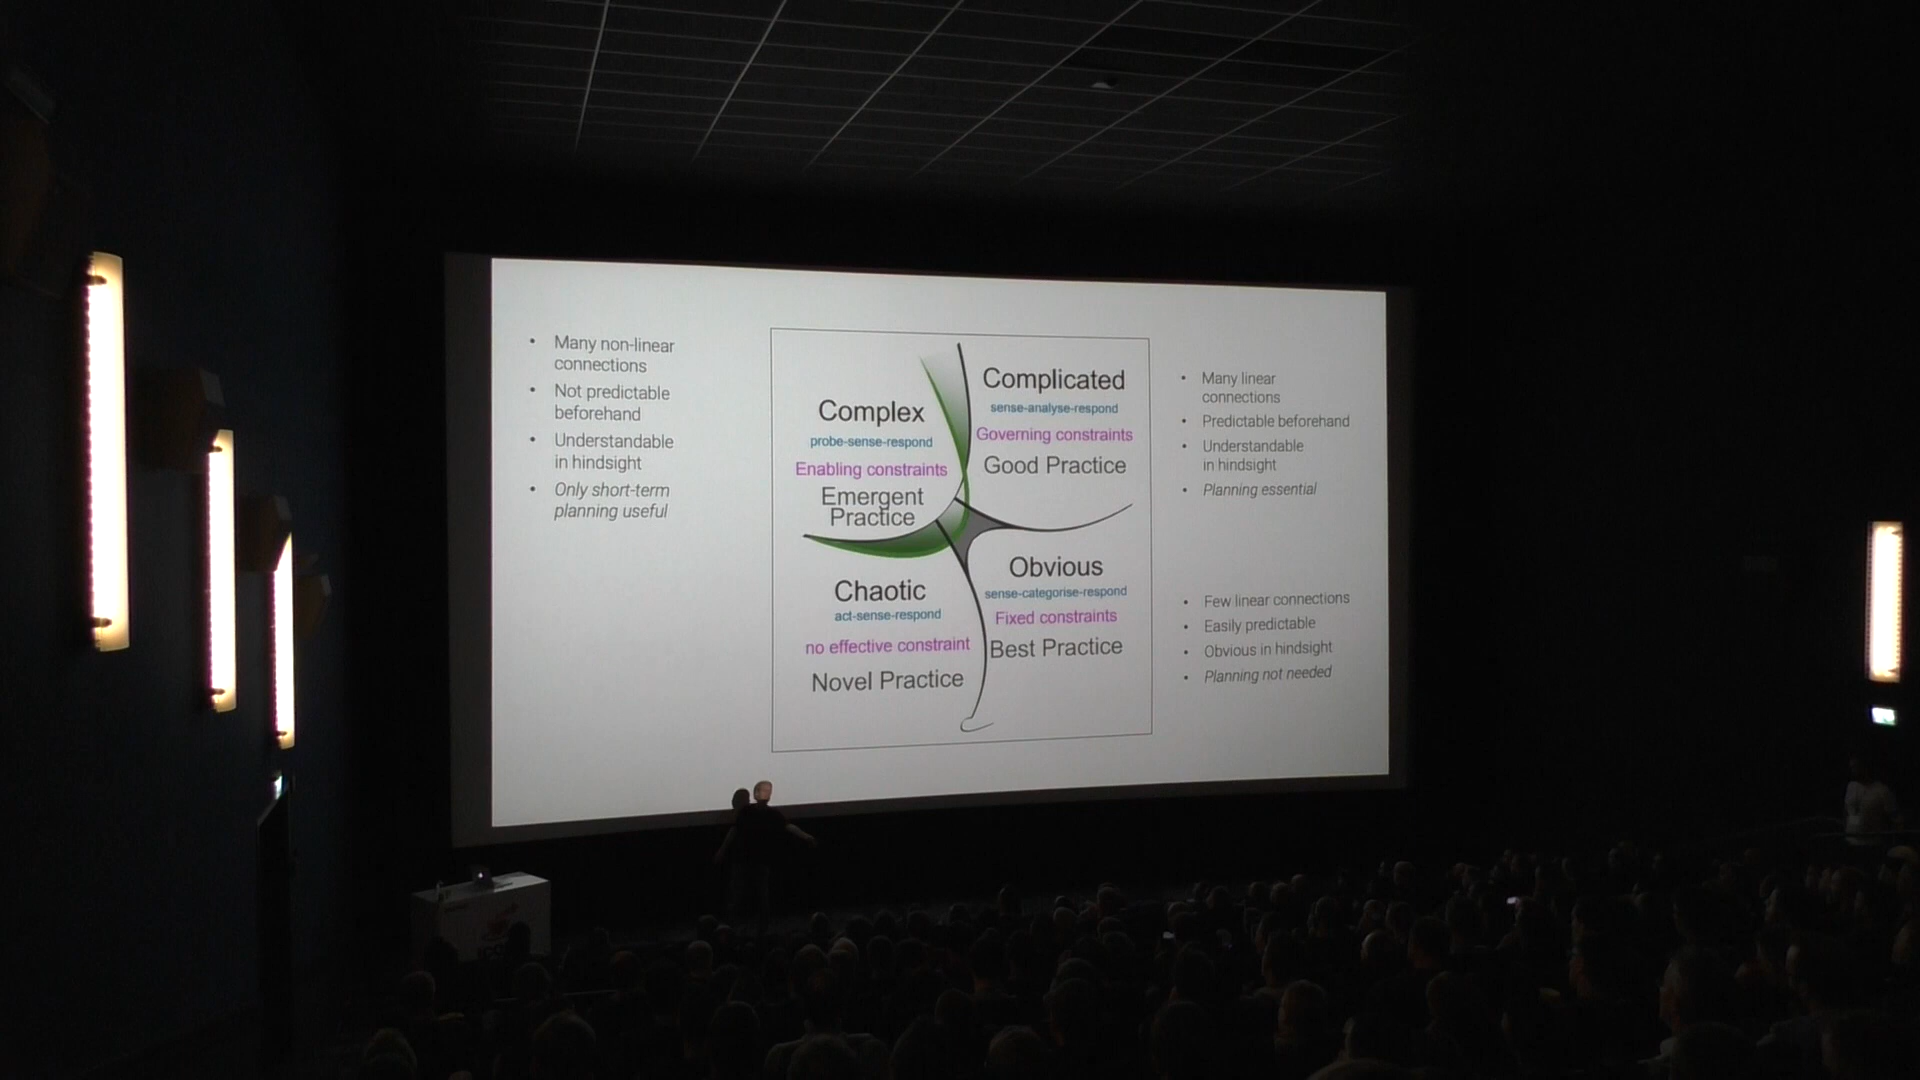 Many non-linear
connections
Not predictable
beforehand
Understandable
in hindsight
Only short-term
planning useful
Complex
probe-sense-respond
Enabling constraints
Emergent
Practice
Complicated
sense-analyse-respond
Governing constraints
Good Practice
Chaotic
act-sense-respond
no effective constraint
Novel Practice
Obvious
sense-categorise-respond
Fixed constraints
Best Practice
Many linear
connections
Predictable beforehand
Understandable
in hindsight
Planning essential
Few linear connections
Easily predictable
Obvious in hindsight
Planning not needed